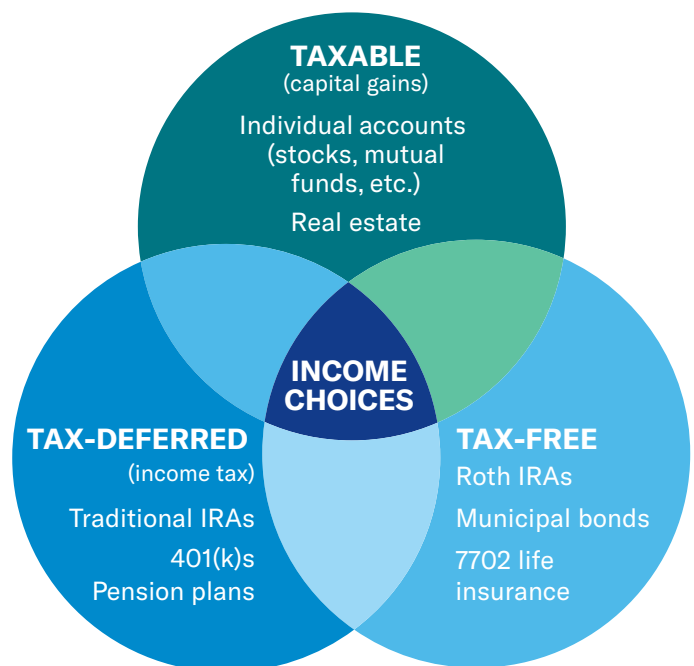 TAXABLE
(capital gains)
Individual accounts
(stocks, mutual
funds, etc.)
Real estate
INCOME
CHOICES
TAX-DEFERRED
(income tax)
Traditional IRAs
401(k)s
Pension plans
TAX-FREE
Roth IRAs
Municipal bonds
7702 life
insurance